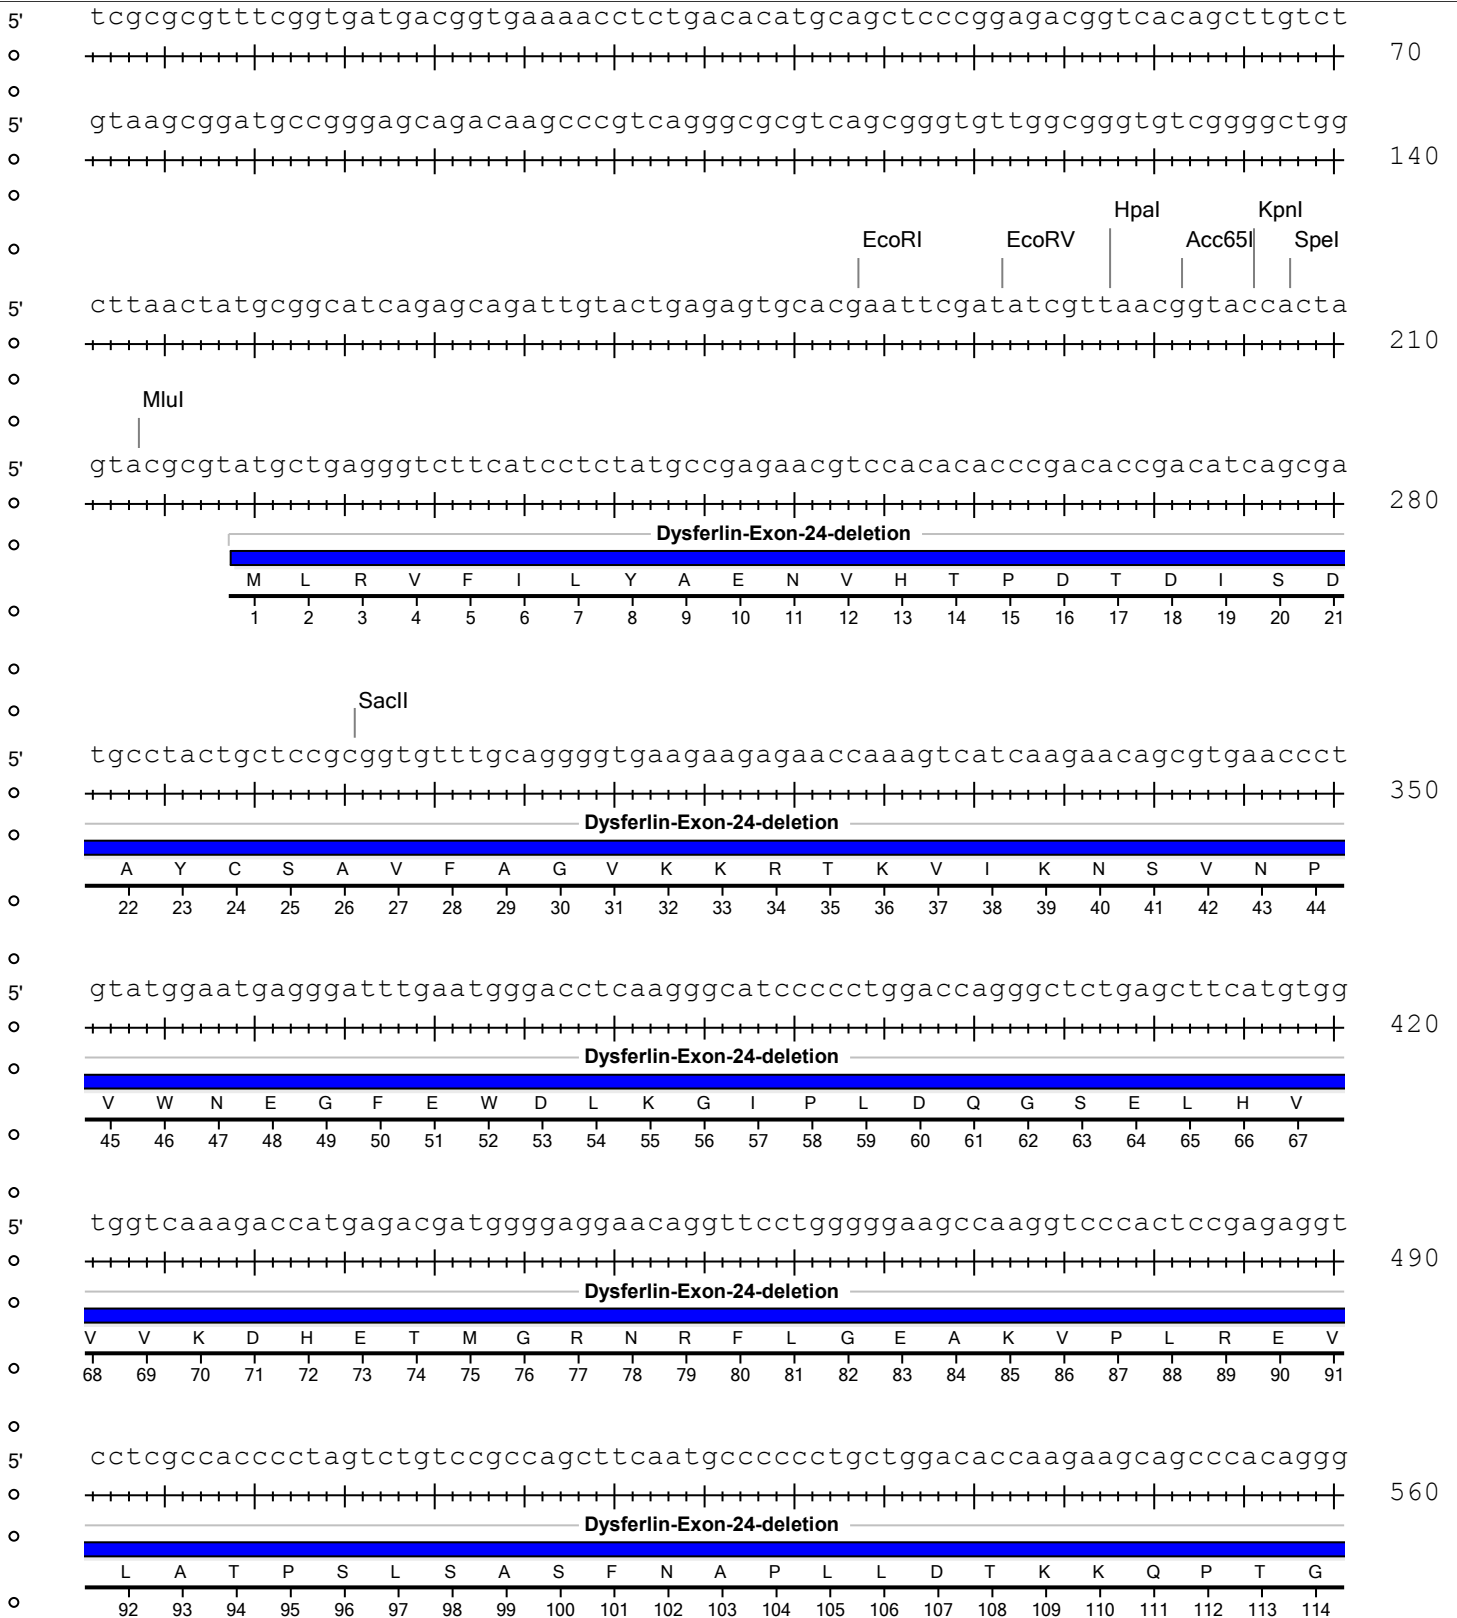 5' tcgcgcgtttcggtgatgacggtgaaaacctctgacacatgcagctcccggagacggtcacagcttgtct
70
5' gtaagcggatgccgggagcagacaagcccgtcagggcgcgtcagcgggtgttggcgggtgtcggggctgg
140
HpaI KpnI
EcoRI EcoRV Acc65I SpeI
5' cttaactatgcggcatcagagcagattgtactgagagtgcacgaattcgatatcgttaacggtaccacta
210
MluI
5' gtacgcgtatgctgagggtcttcatcctctatgccgagaacgtccacacacccgacaccgacatcagcga
280
Dysferlin-Exon-24-deletion
M L R V F I L Y A E N V H T P D T D I S D
1 2 3 4 5 6 7 8 9 10 11 12 13 14 15 16 17 18 19 20 21
SacII
5' tgcctactgctccgcggtgtttgcaggggtgaagaagagaaccaaagtcatcaagaacagcgtgaaccct
350
Dysferlin-Exon-24-deletion
A Y C S A V F A G V K K R T K V I K N S V N P
22 23 24 25 26 27 28 29 30 31 32 33 34 35 36 37 38 39 40 41 42 43 44
5' gtatggaatgagggatttgaatgggacctcaagggcatccccctggaccagggctctgagcttcatgtgg
420
Dysferlin-Exon-24-deletion
V W N E G F E W D L K G I P L D Q G S E L H V
45 46 47 48 49 50 51 52 53 54 55 56 57 58 59 60 61 62 63 64 65 66 67
5' tggtcaaagaccatgagacgatggggaggaacaggttcctgggggaagccaaggtcccactccgagaggt
490
Dysferlin-Exon-24-deletion
V V K D H E T M G R N R F L G E A K V P L R E V
68 69 70 71 72 73 74 75 76 77 78 79 80 81 82 83 84 85 86 87 88 89 90 91
5' cctcgccacccctagtctgtccgccagcttcaatgcccccctgctggacaccaagaagcagcccacaggg
560
Dysferlin-Exon-24-deletion
L A T P S L S A S F N A P L L D T K K Q P T G
92 93 94 95 96 97 98 99 100 101 102 103 104 105 106 107 108 109 110 111 112 113 114